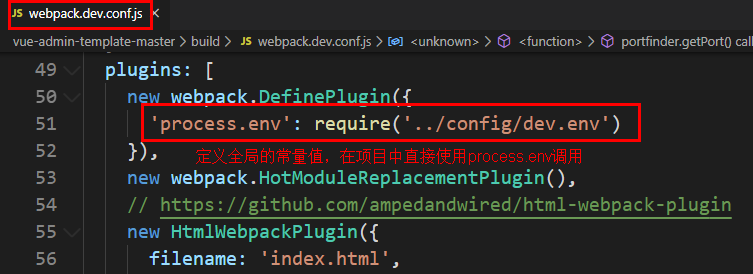 JS webpack.dev.conf.js ×
vue-admin-template-master > build > JS webpack.dev.conf.js > <unknown> > <function> > portfinder.getPort() call
49 plugins: [
50 new webpack.DefinePlugin({
51 'process.env': require('../config/dev.env')
52 }),
定义全局的常量值，在项目中直接使用process.env调用
53 new webpack.HotModuleReplacementPlugin(),
54 // https://github.com/ampedandwired/html-webpack-plugin
55 new HtmlWebpackPlugin({
56 filename: 'index.html',